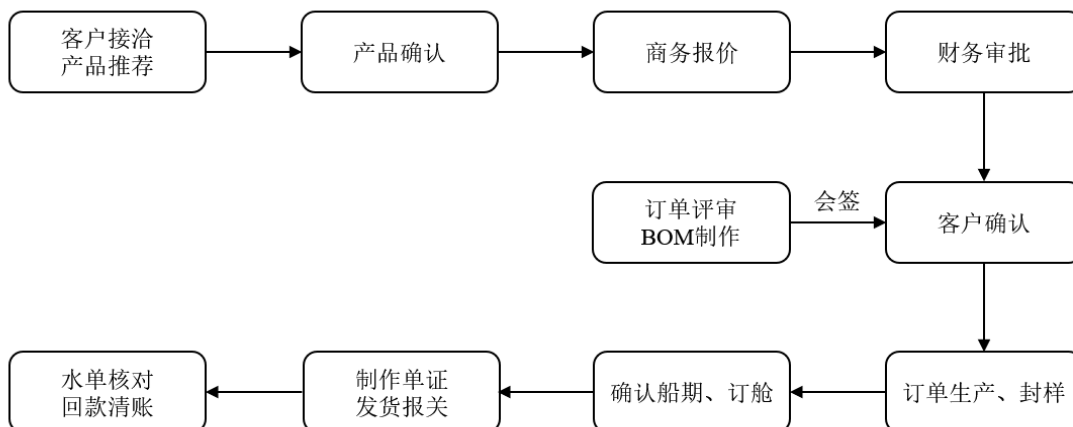 客户接洽
产品推荐
产品确认
商务报价
财务审批
订单评审
BOM制作
会签
客户确认
水单核对
回款清账
制作单证
发货报关
确认船期、订舱
订单生产、封样